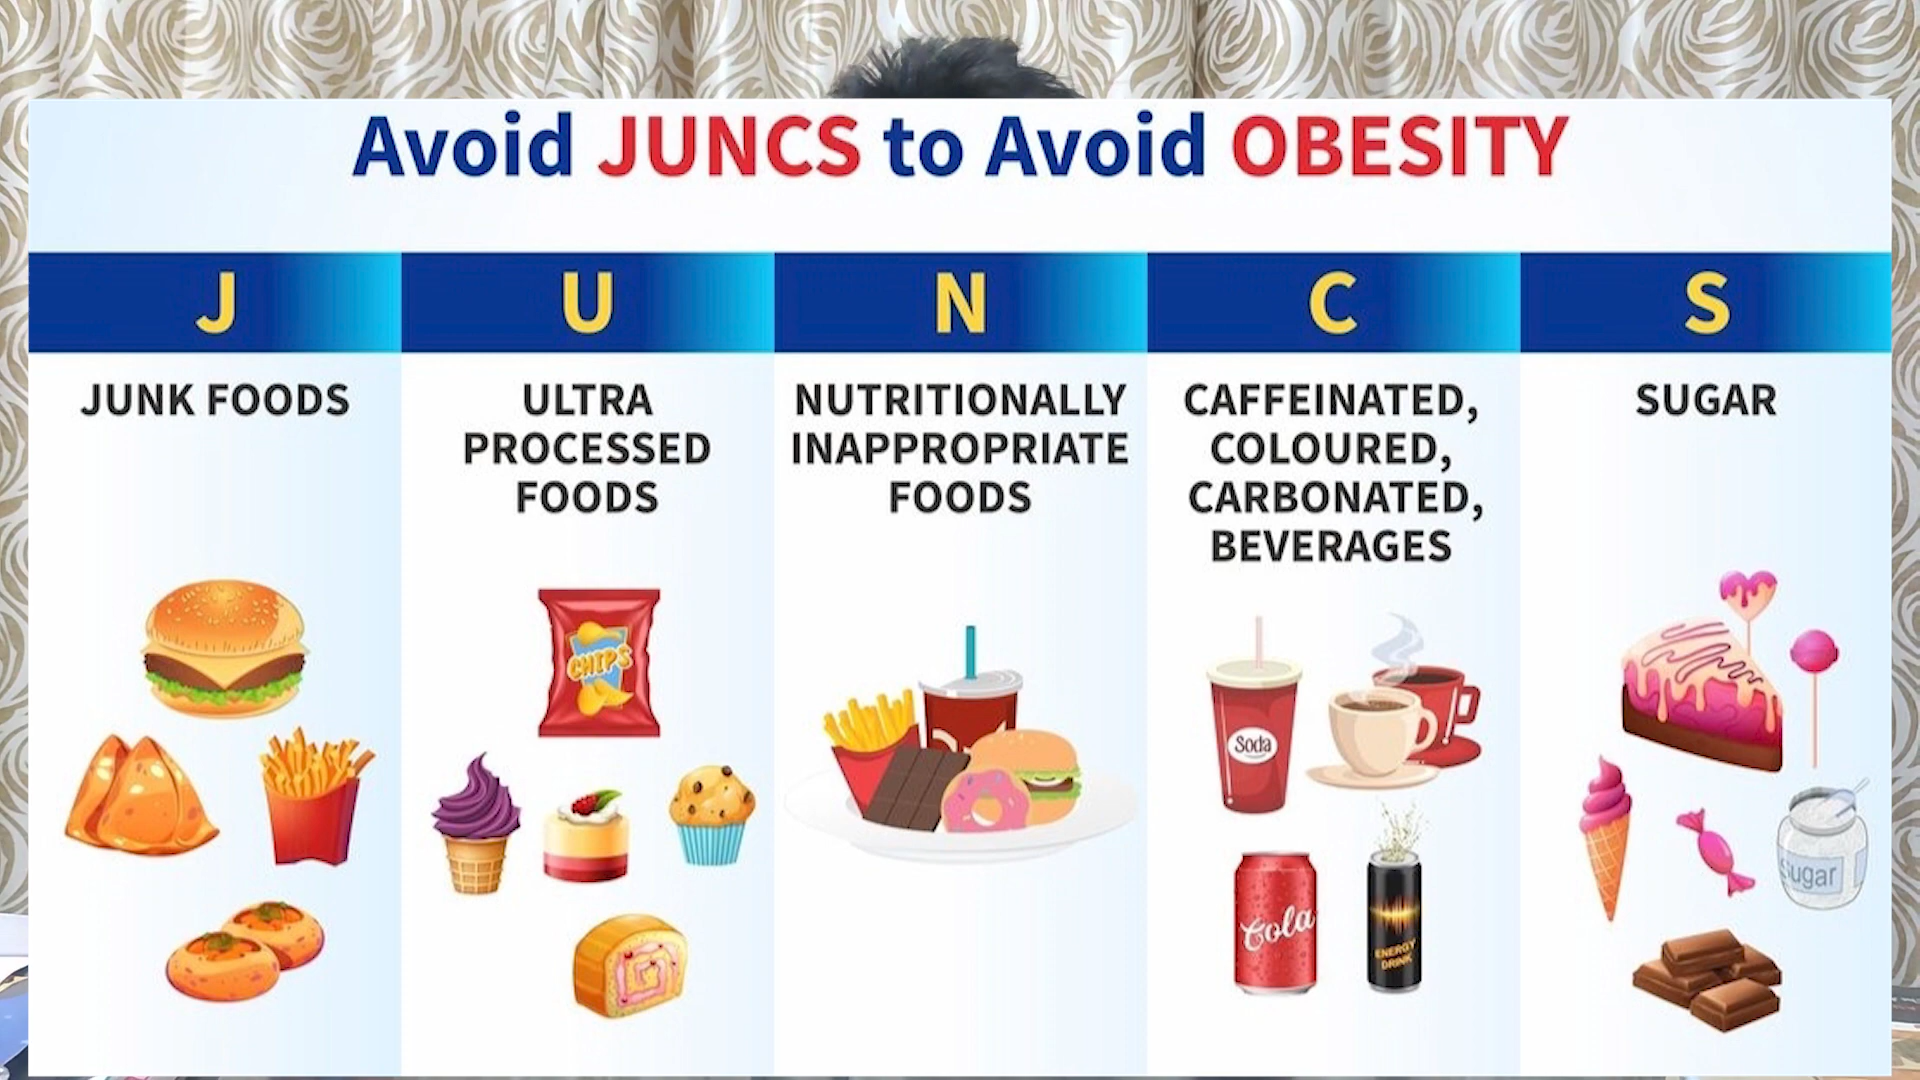 Avoid JUNCS to Avoid OBESITY
J
U
N
C
S
JUNK FOODS
ULTRA
PROCESSED
FOODS
NUTRITIONALLY
INAPPROPRIATE
FOODS
CAFFEINATED,
COLOURED,
CARBONATED,
BEVERAGES
SUGAR
CHIPS
Soda
Cola
ENERGY
DRINK
Sugar